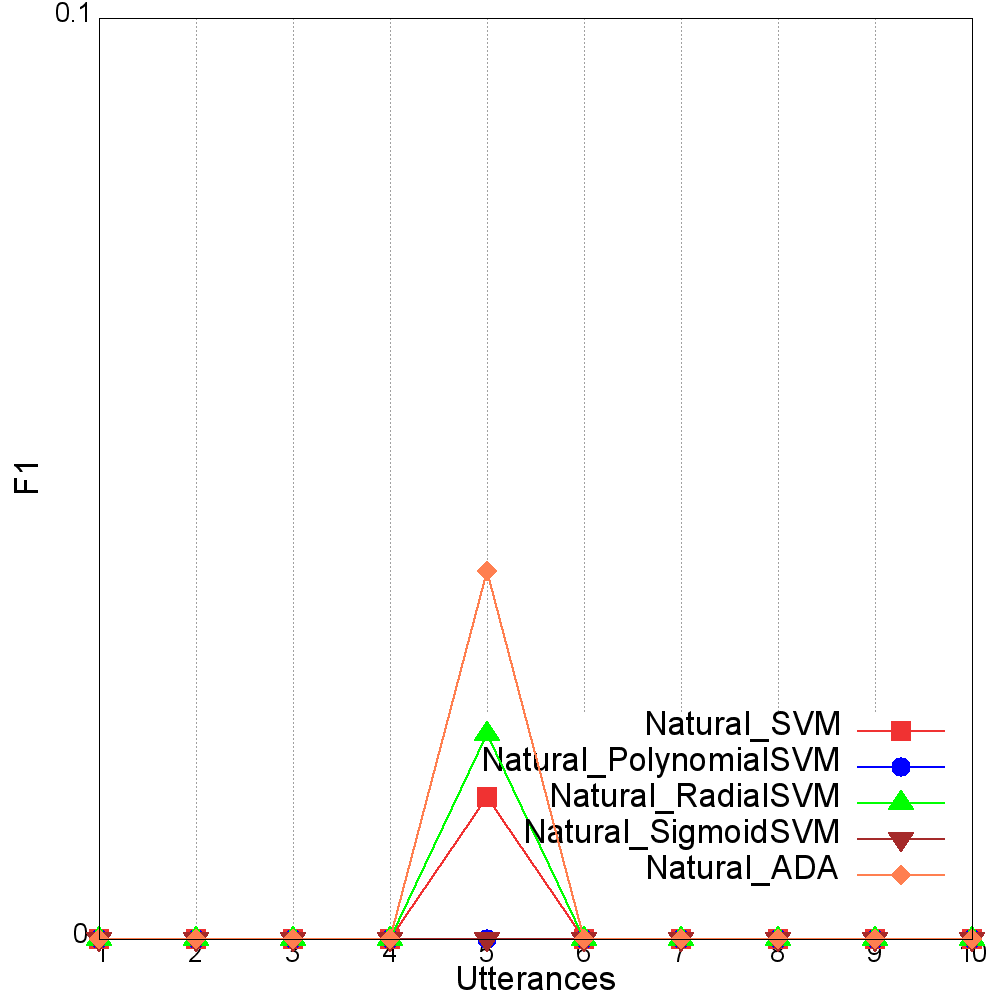 0.1
F1
Natural_SVM
Natural_PolynomialSVM
Natural_RadialSVM
Natural_SigmoidSVM
Natural_ADA
0
1 2 3 4 5 6 7 8 9 10
Utterances